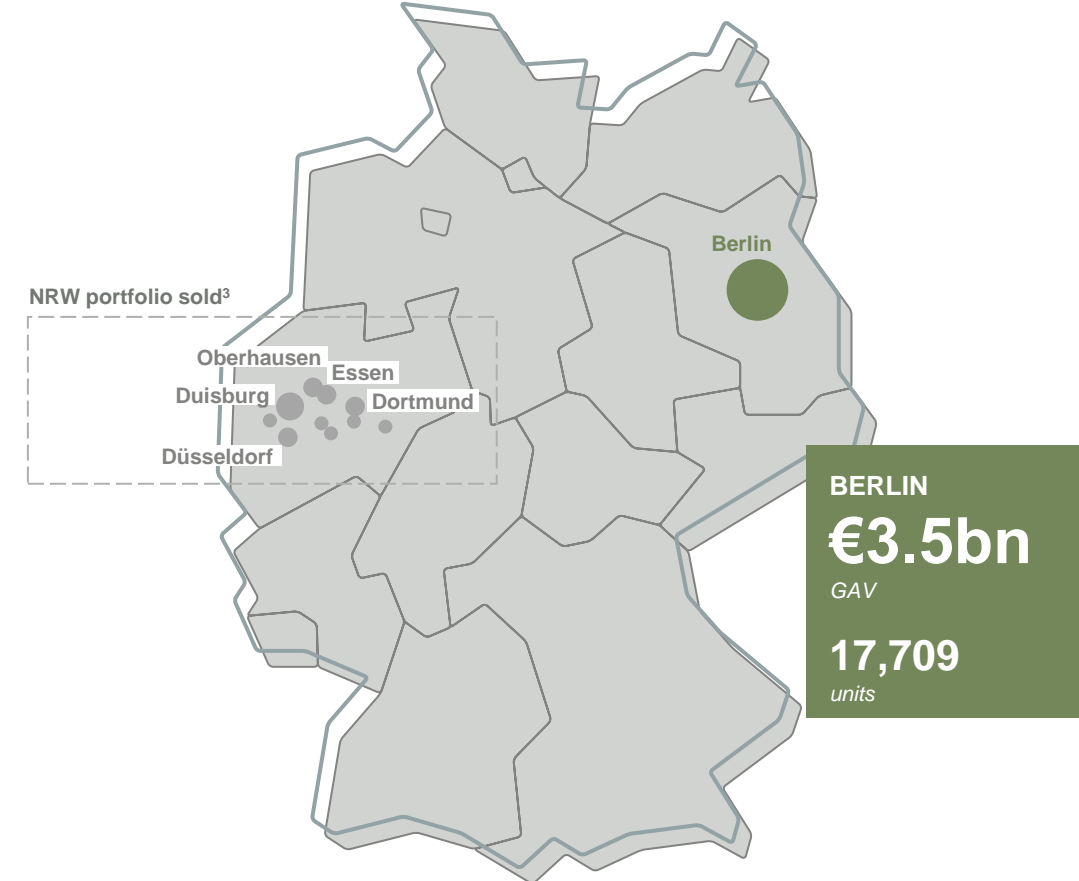 Berlin
NRW portfolio sold³
Oberhausen
Essen
Duisburg
Dortmund
Düsseldorf
BERLIN
€3.5bn
GAV
17,709
units